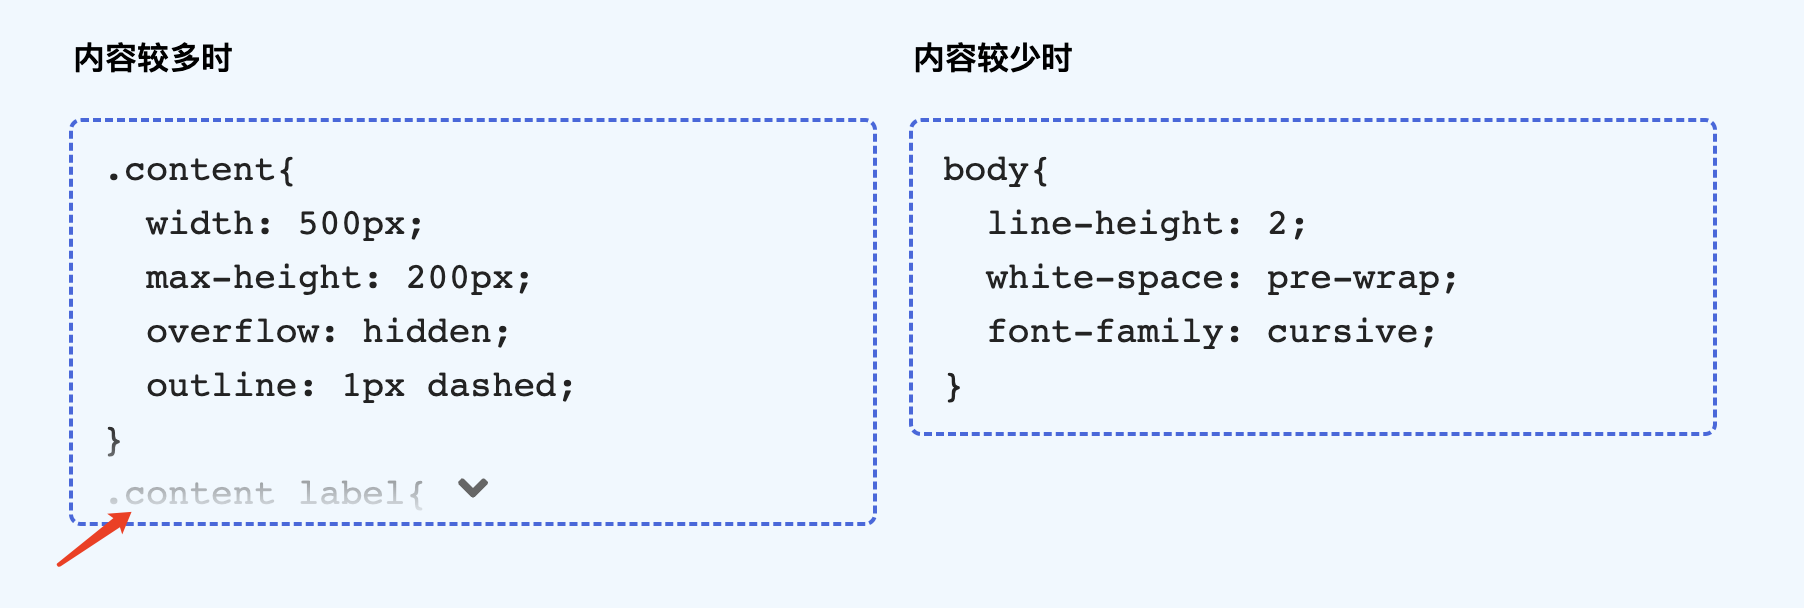 内容较多时
.content{
  width: 500px;
  max-height: 200px;
  overflow: hidden;
  outline: 1px dashed;
}
.content label{
内容较少时
body{
  line-height: 2;
  white-space: pre-wrap;
  font-family: cursive;
}